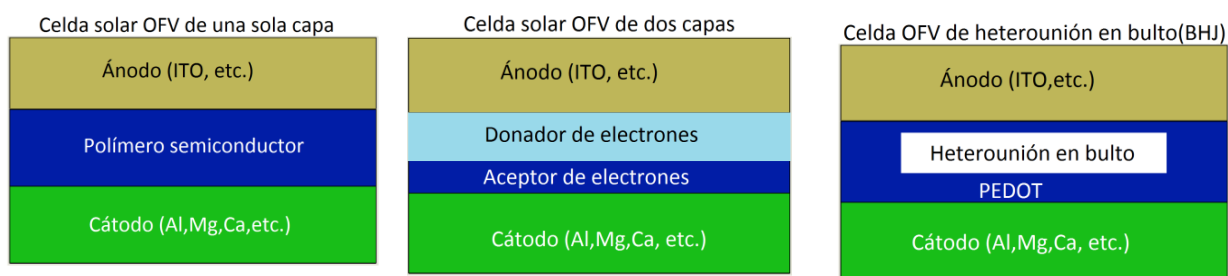 Celda solar OFV de una sola capa
Ánodo (ITO, etc.)
Polímero semiconductor
Cátodo (Al,Mg,Ca,etc.)
Celda solar OFV de dos capas
Ánodo (ITO, etc.)
Donador de electrones
Aceptor de electrones
Cátodo (Al,Mg,Ca, etc.)
Celda OFV de heterounión en bulto(BHJ)
Ánodo (ITO,etc.)
Heterounión en bulto
PEDOT
Cátodo (Al,Mg,Ca, etc.)